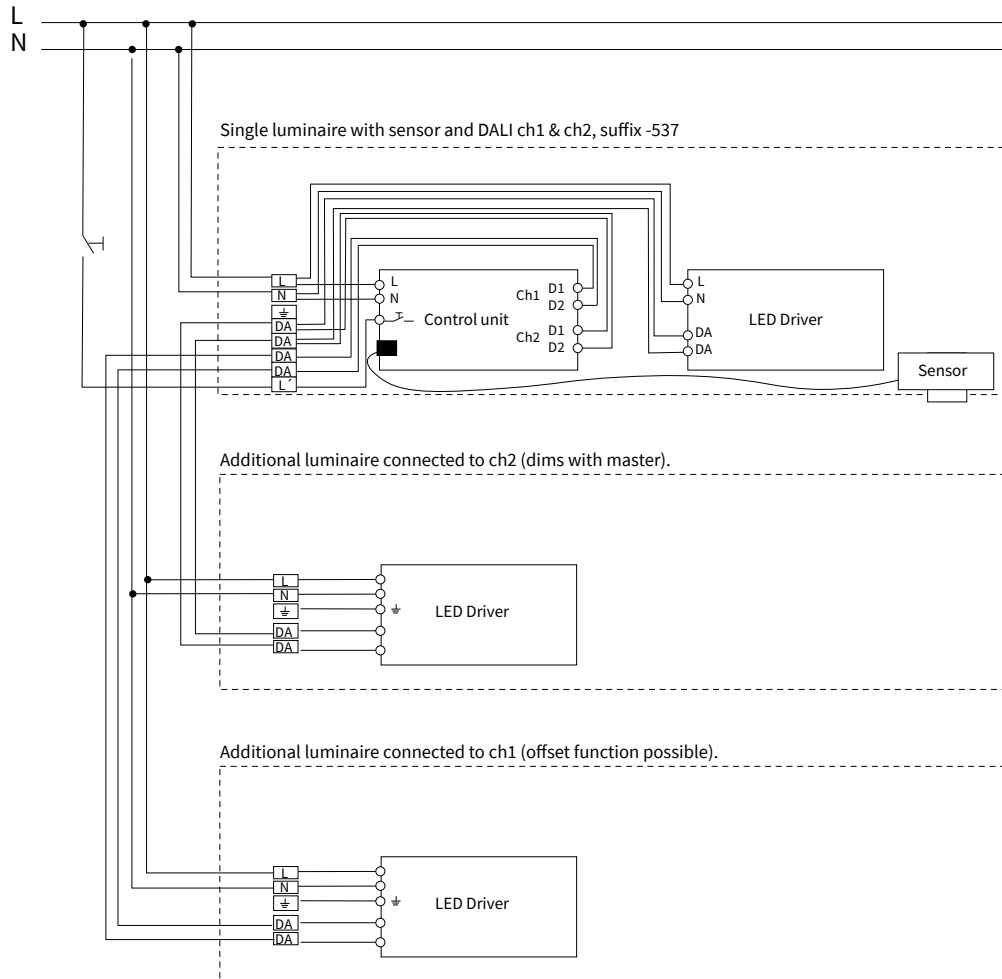 L
N
Single luminaire with sensor and DALI ch1 & ch2, suffix -537
L
N
DA
DA
DA
DA
L´
L
N
Control unit
Ch1
D1
D2
Ch2
D1
D2
L
N
DA
DA
LED Driver
Sensor
Additional luminaire connected to ch2 (dims with master).
L
N
DA
DA
LED Driver
Additional luminaire connected to ch1 (offset function possible).
L
N
DA
DA
LED Driver